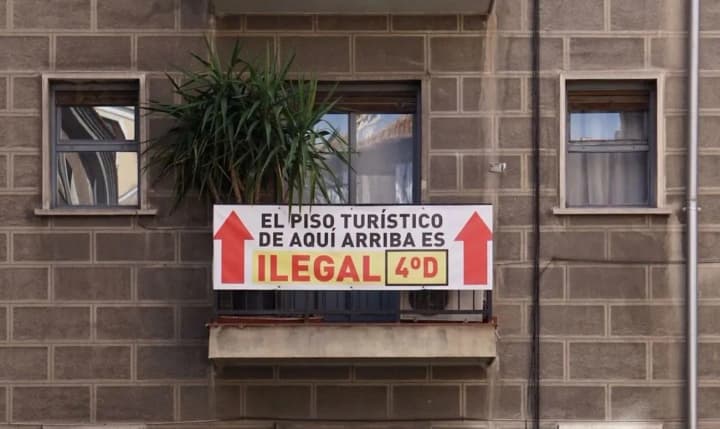 EL PISO TURÍSTICO
DE AQUÍ ARRIBA ES
ILEGAL 4ºD